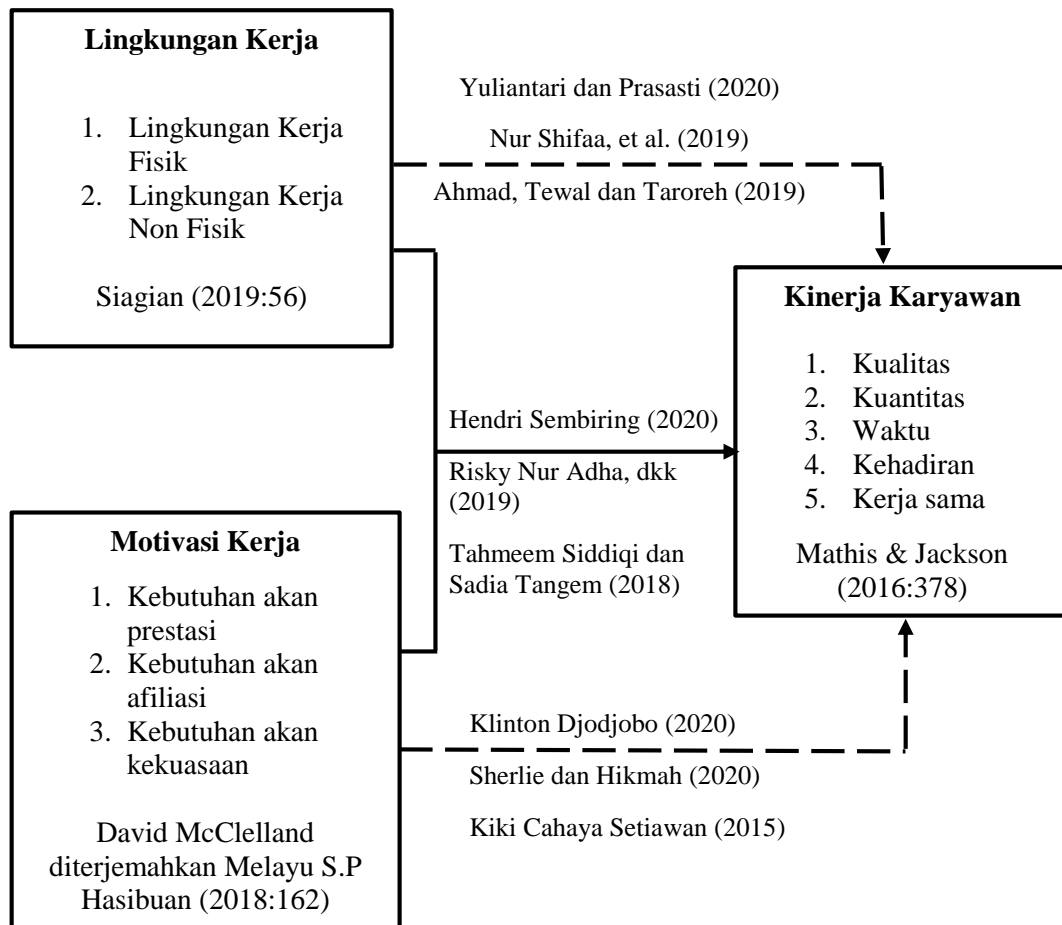 Lingkungan Kerja
1. Lingkungan Kerja
Fisik
2. Lingkungan Kerja
Non Fisik
Siagian (2019:56)
Yuliantari dan Prasasti (2020)
Nur Shifaa, et al. (2019)
Ahmad, Tewal dan Taroreh (2019)
Kinerja Karyawan
1. Kualitas
2. Kuantitas
3. Waktu
4. Kehadiran
5. Kerja sama
Mathis & Jackson
(2016:378)
Hendri Sembiring (2020)
Risky Nur Adha, dkk
(2019)
Tahmeem Siddiqi dan
Sadia Tangem (2018)
Motivasi Kerja
1. Kebutuhan akan
prestasi
2. Kebutuhan akan
afiliasi
3. Kebutuhan akan
kekuasaan
David McClelland
diterjemahkan Melayu S.P
Hasibuan (2018:162)
Klinton Djodjobo (2020)
Sherlie dan Hikmah (2020)
Kiki Cahaya Setiawan (2015)